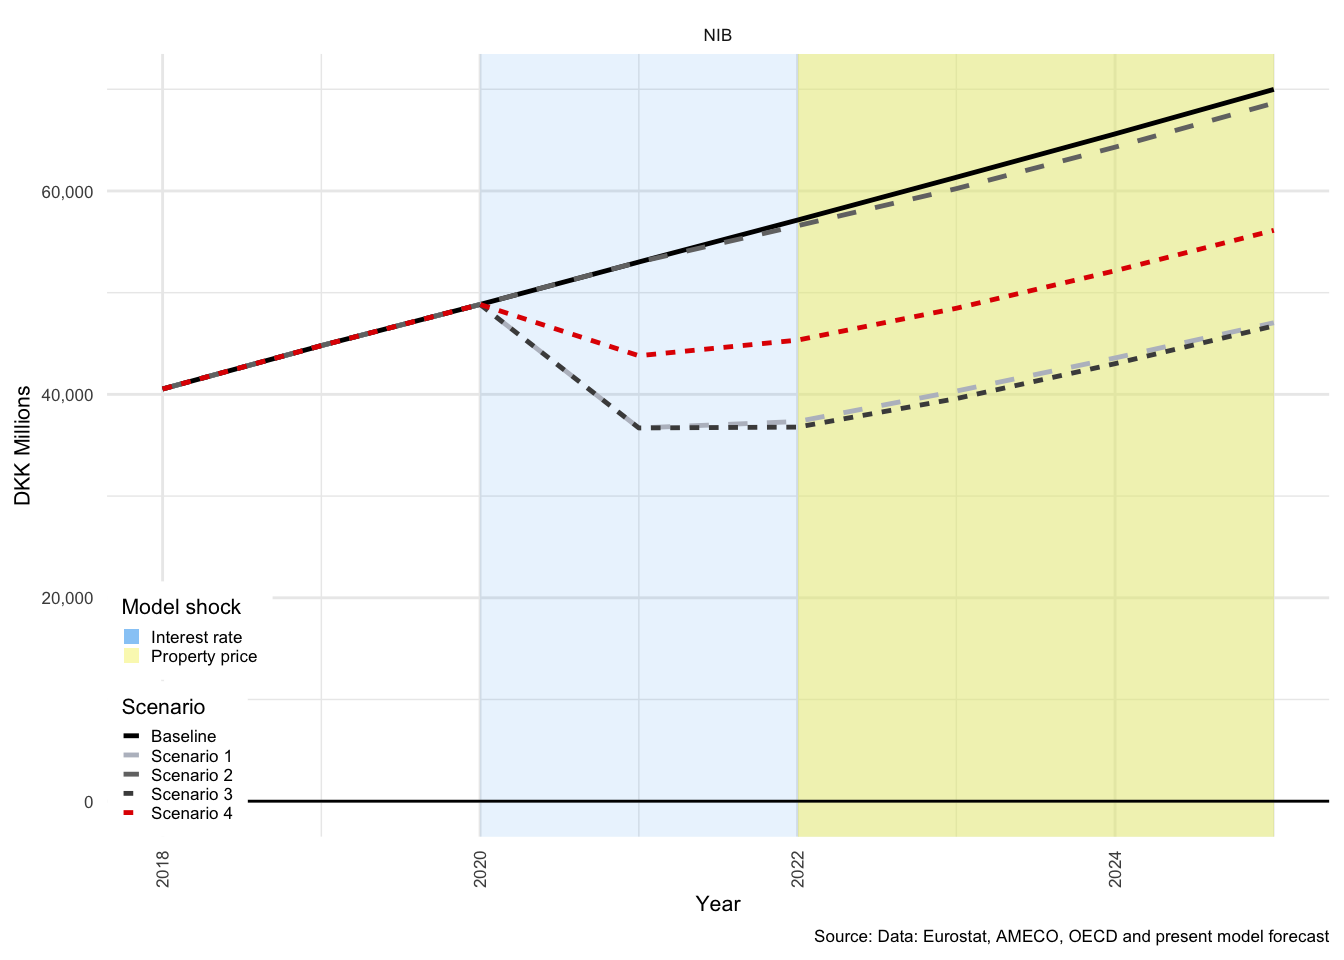 NIB
60,000
40,000
20,000
0
DKK Millions
Model shock
Interest rate
Property price
Scenario
Baseline
Scenario 1
Scenario 2
Scenario 3
Scenario 4
2018
2020
2022
2024
Year
Source: Data: Eurostat, AMECO, OECD and present model forecast